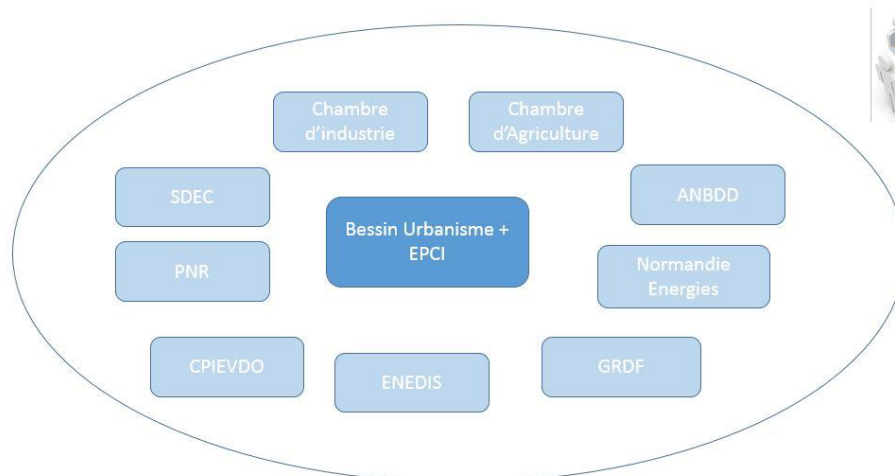 Chambre
d'industrie
Chambre
d'Agriculture
SDEC
ANBDD
Bessin Urbanisme +
EPCI
PNR
Normandie
Energies
CPIEVDO
ENEDIS
GRDF